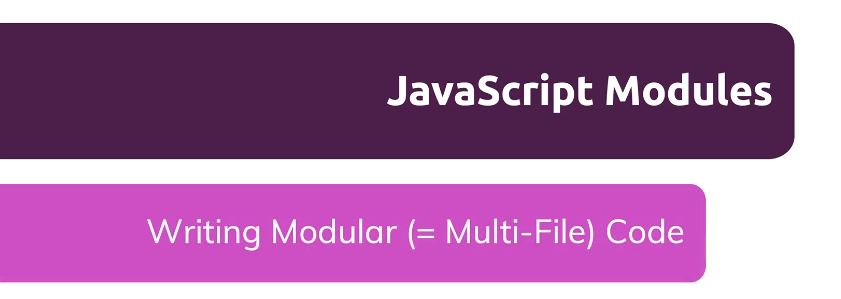 JavaScript Modules
Writing Modular (= Multi-File) Code